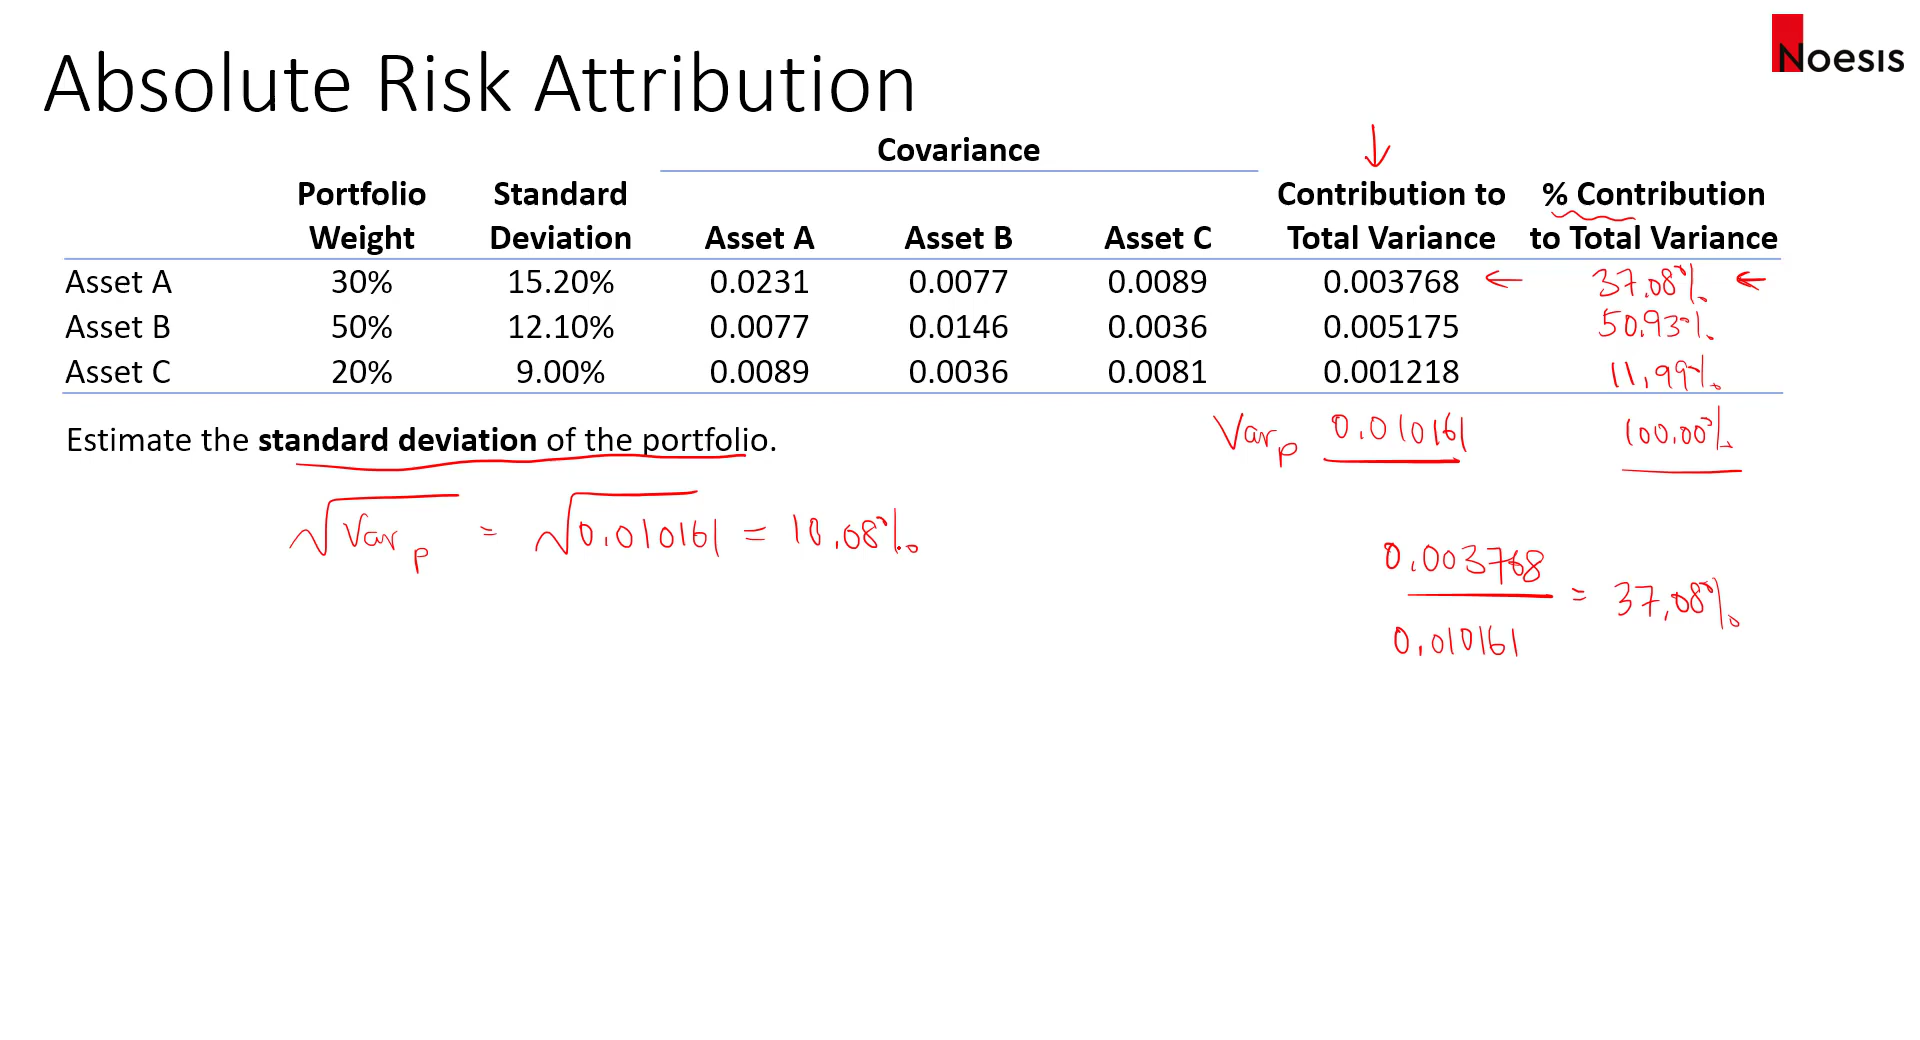 Absolute Risk Attribution
Noesis
Covariance
Portfolio Weight Standard Deviation Asset A Asset B Asset C Contribution to Total Variance % Contribution to Total Variance
Asset A 30% 15.20% 0.0231 0.0077 0.0089 0.003768 ← 37.08% ←
Asset B 50% 12.10% 0.0077 0.0146 0.0036 0.005175 50.93%
Asset C 20% 9.00% 0.0089 0.0036 0.0081 0.001218 11.99%
Var_p 0.010161 100.00%
Estimate the standard deviation of the portfolio.
√Var_p = √0.010161 = 10.08%
0.003768 / 0.010161 = 37.08%